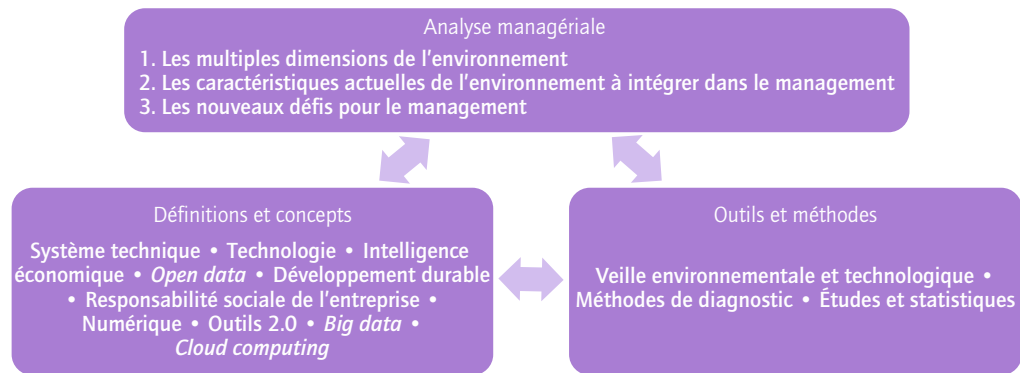 Analyse managériale
1. Les multiples dimensions de l'environnement
2. Les caractéristiques actuelles de l'environnement à intégrer dans le management
3. Les nouveaux défis pour le management
Définitions et concepts
Système technique • Technologie • Intelligence
économique • Open data • Développement durable
• Responsabilité sociale de l'entreprise •
Numérique • Outils 2.0 • Big data •
Cloud computing
Outils et méthodes
Veille environnementale et technologique •
Méthodes de diagnostic • Études et statistiques